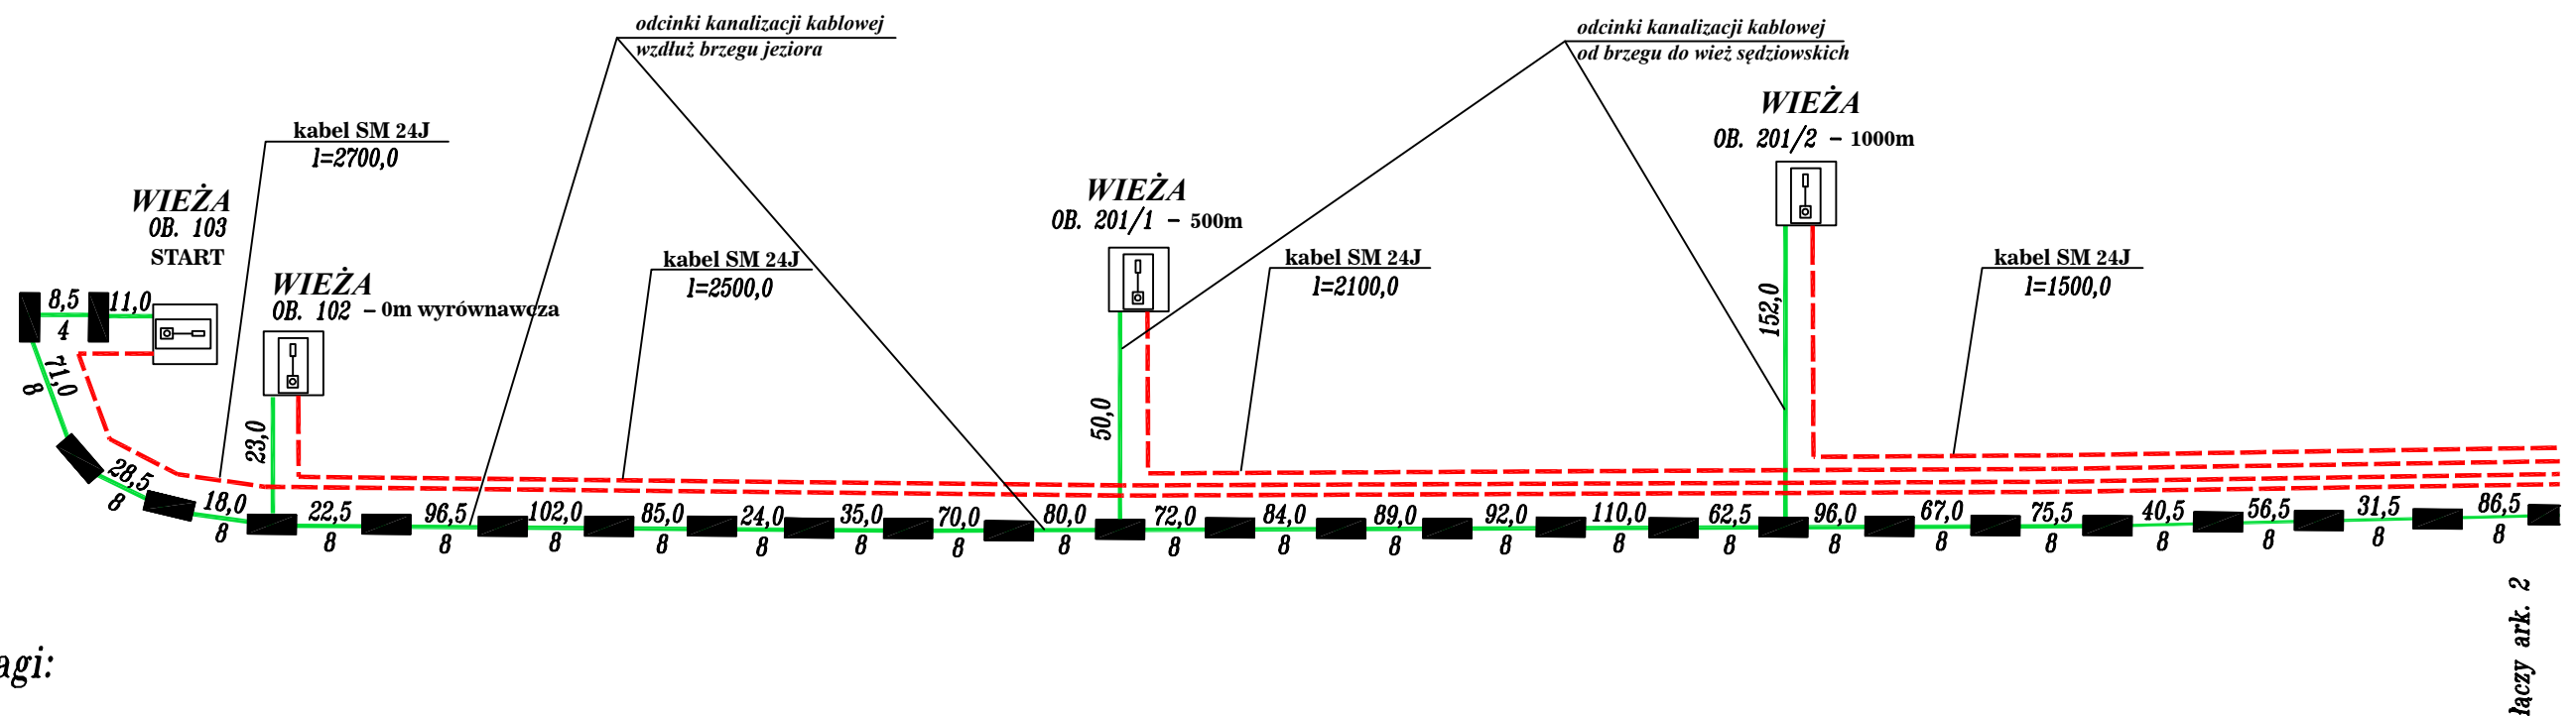 odcinki kanalizacji kablowej
wzdłuż brzegu jeziora
odcinki kanalizacji kablowej
od brzegu do wież sędziowskich
WIEŻA
OB. 201/2 - 1000m
kabel SM 24J
l=2700,0
WIEŻA
OB. 103
START
WIEŻA
OB. 201/1 - 500m
kabel SM 24J
l=2500,0
kabel SM 24J
l=2100,0
kabel SM 24J
l=1500,0
WIEŻA
OB. 102 - 0m wyrównawcza
8,5
4
11,0
71,0
8
23,0
50,0
152,0
28,5
8
18,0
8
22,5
8
96,5
8
102,0
8
85,0
8
24,0
8
35,0
8
70,0
8
80,0
8
72,0
8
84,0
8
89,0
8
92,0
8
110,0
8
62,5
8
96,0
8
67,0
8
75,5
8
40,5
8
56,5
8
31,5
8
86,5
8
łączy ark. 2
agi: